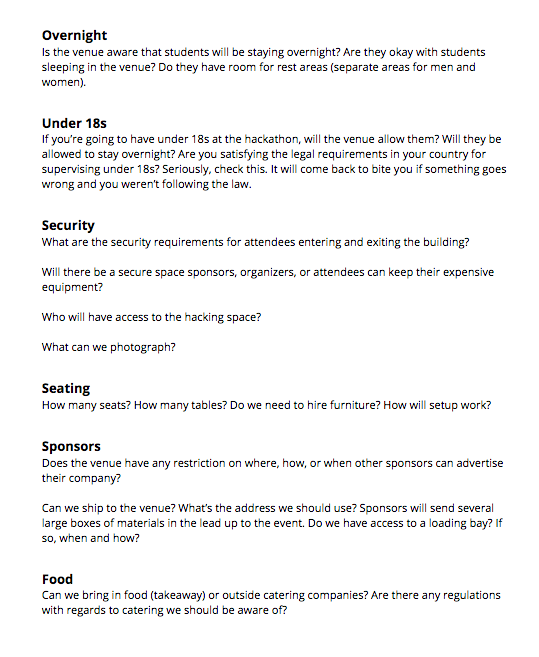 Overnight
Is the venue aware that students will be staying overnight? Are they okay with students
sleeping in the venue? Do they have room for rest areas (separate areas for men and
women).
Under 18s
If you’re going to have under 18s at the hackathon, will the venue allow them? Will they be
allowed to stay overnight? Are you satisfying the legal requirements in your country for
supervising under 18s? Seriously, check this. It will come back to bite you if something goes
wrong and you weren’t following the law.
Security
What are the security requirements for attendees entering and exiting the building?
Will there be a secure space sponsors, organizers, or attendees can keep their expensive
equipment?
Who will have access to the hacking space?
What can we photograph?
Seating
How many seats? How many tables? Do we need to hire furniture? How will setup work?
Sponsors
Does the venue have any restriction on where, how, or when other sponsors can advertise
their company?
Can we ship to the venue? What’s the address we should use? Sponsors will send several
large boxes of materials in the lead up to the event. Do we have access to a loading bay? If
so, when and how?
Food
Can we bring in food (takeaway) or outside catering companies? Are there any regulations
with regards to catering we should be aware of?